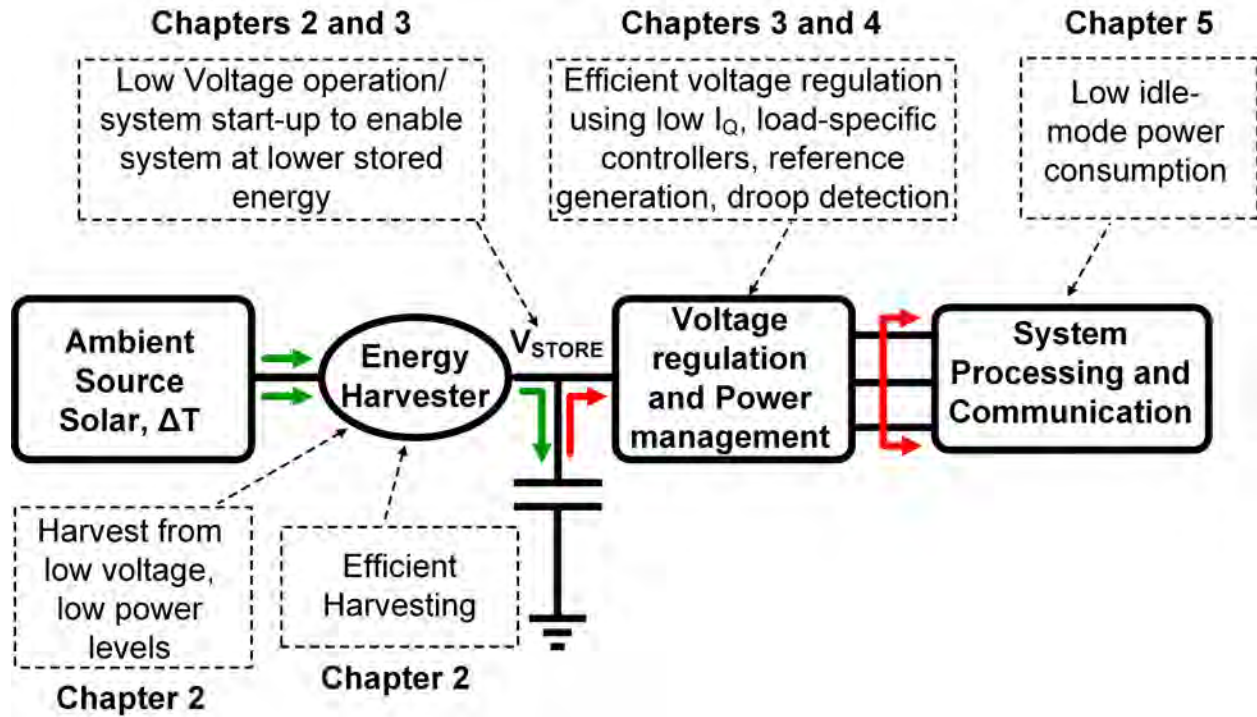 Chapters 2 and 3
Low Voltage operation/
system start-up to enable
system at lower stored
energy
Chapters 3 and 4
Efficient voltage regulation
using low I_Q, load-specific
controllers, reference
generation, droop detection
Chapter 5
Low idle-
mode power
consumption
Ambient
Source
Solar, ΔT
Energy
Harvester
V_STORE
Voltage
regulation
and Power
management
System
Processing and
Communication
Harvest from
low voltage,
low power
levels
Chapter 2
Efficient
Harvesting
Chapter 2